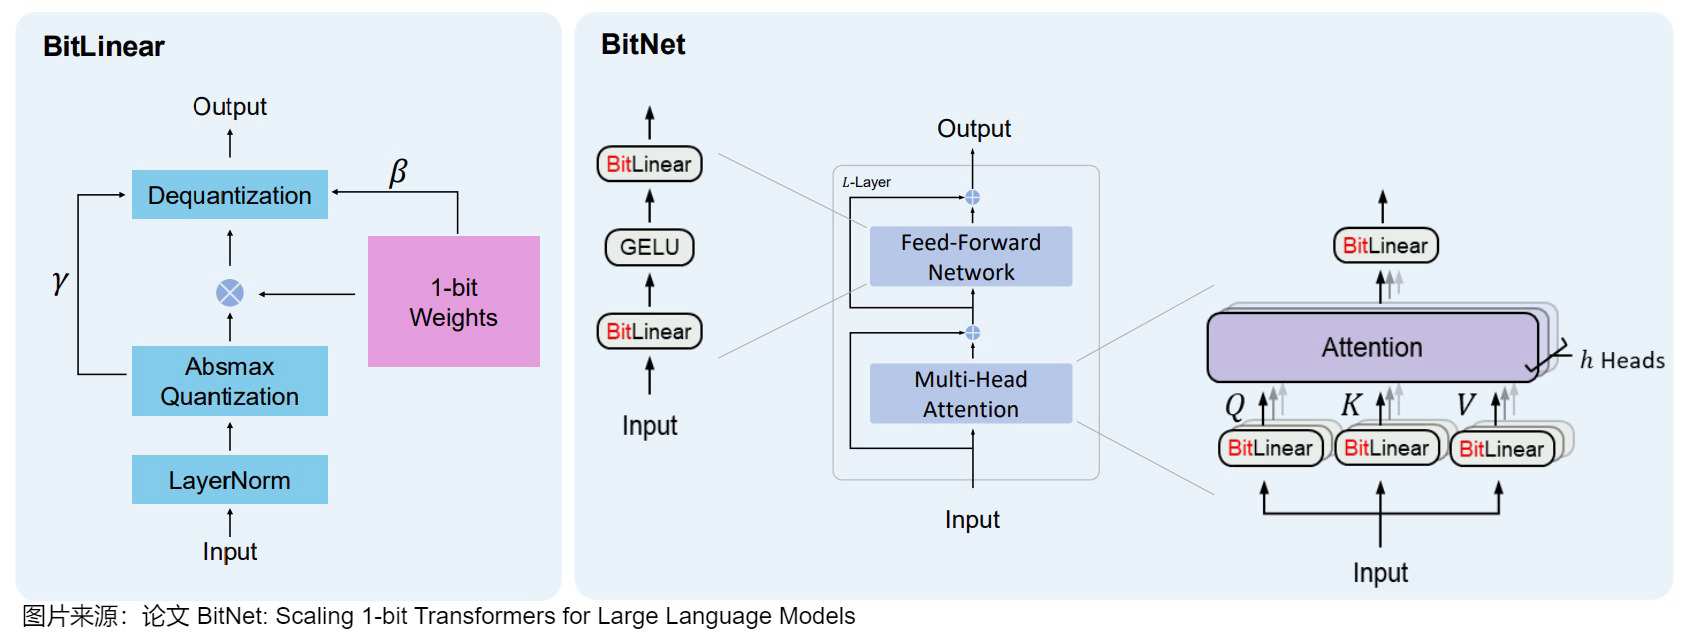 BitLinear
Output
β
Dequantization
γ
1-bit
Weights
Absmax
Quantization
LayerNorm
Input
BitNet
BitLinear
GELU
BitLinear
Input
Output
L-Layer
Feed-Forward
Network
Multi-Head
Attention
Input
BitLinear
Attention
h Heads
Q K V
BitLinear BitLinear BitLinear
Input
图片来源：论文 BitNet: Scaling 1-bit Transformers for Large Language Models